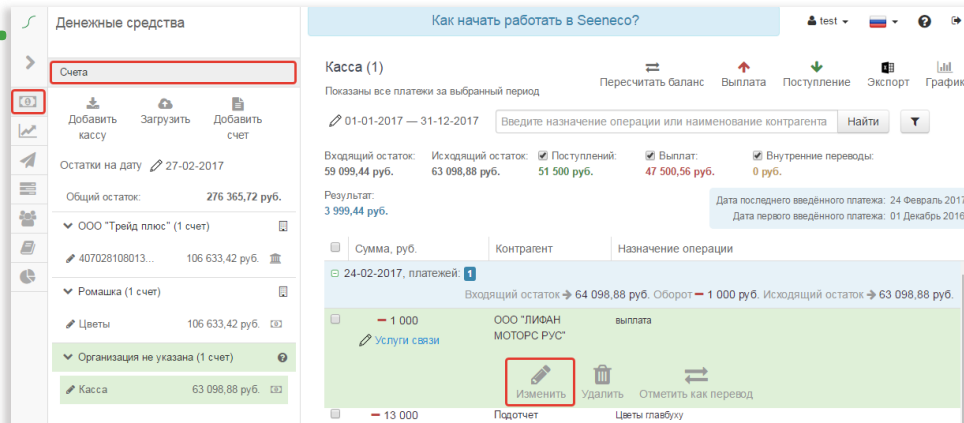 Денежные средства
Счета
Добавить кассу
Загрузить
Добавить счет
Остатки на дату 27-02-2017
Общий остаток: 276 365,72 руб.
ООО "Трейд плюс" (1 счет)
407028108013... 106 633,42 руб.
Ромашка (1 счет)
Цветы 106 633,42 руб.
Организация не указана (1 счет)
Касса 63 098,88 руб.
Как начать работать в Seeneco?
test
Касса (1)
Показаны все платежи за выбранный период
Пересчитать баланс Выплата Поступление Экспорт График
01-01-2017 — 31-12-2017 Введите назначение операции или наименование контрагента Найти
Входящий остаток: Исходящий остаток: Поступлений: Выплат: Внутренние переводы:
59 099,44 руб. 63 098,88 руб. 51 500 руб. 47 500,56 руб. 0 руб.
Результат:
3 999,44 руб.
Дата последнего введённого платежа: 24 Февраль 2017
Дата первого введённого платежа: 01 Декабрь 2016
Сумма, руб. Контрагент Назначение операции
24-02-2017, платежей: 1
Входящий остаток 64 098,88 руб. Оборот – 1 000 руб. Исходящий остаток 63 098,88 руб.
– 1 000 ООО "ЛИФАН МОТОРС РУС" выплата
Услуги связи
Изменить Удалить Отметить как перевод
– 13 000 Подотчет Цветы главбуху